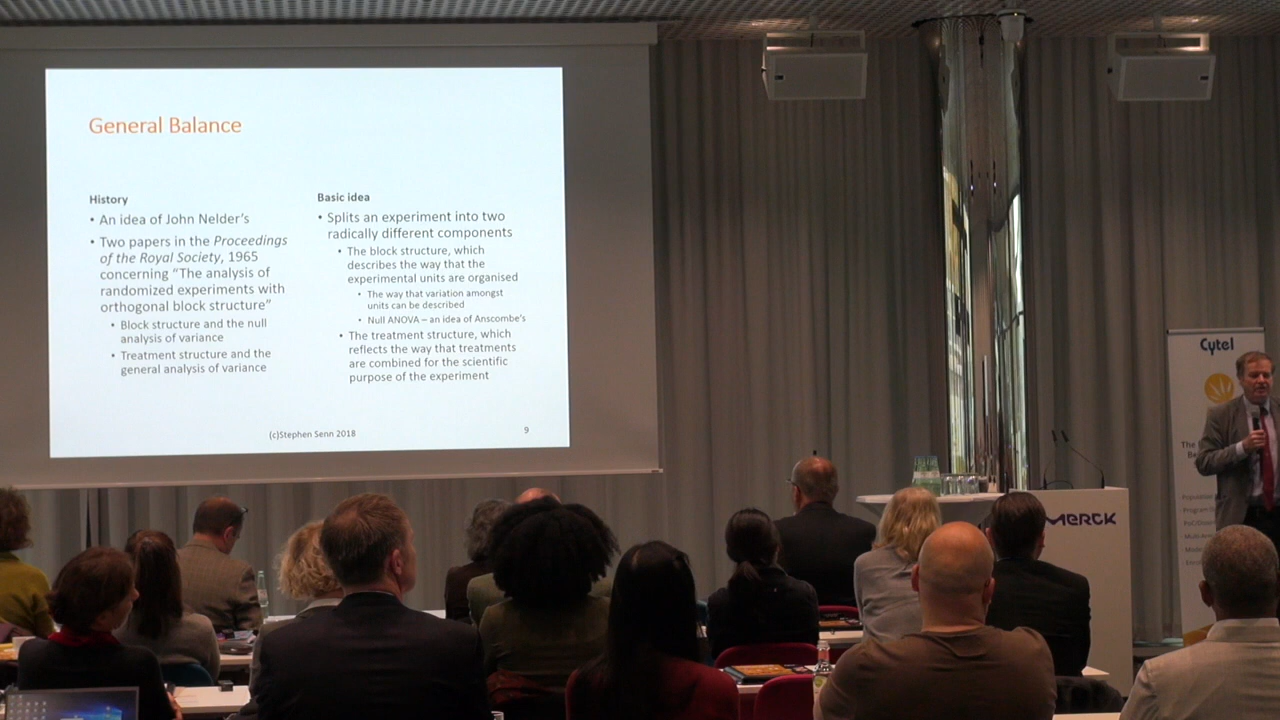 General Balance
History
• An idea of John Nelder's
• Two papers in the Proceedings
of the Royal Society, 1965
concerning "The analysis of
randomized experiments with
orthogonal block structure"
• Block structure and the null
analysis of variance
• Treatment structure and the
general analysis of variance
Basic idea
• Splits an experiment into two
radically different components
• The block structure, which
describes the way that the
experimental units are organised
• The way that variation amongst
units can be described
• Null ANOVA – an idea of Anscombe's
• The treatment structure, which
reflects the way that treatments
are combined for the scientific
purpose of the experiment
(c)Stephen Senn 2018
9
Cytel
The
Population
MERCK